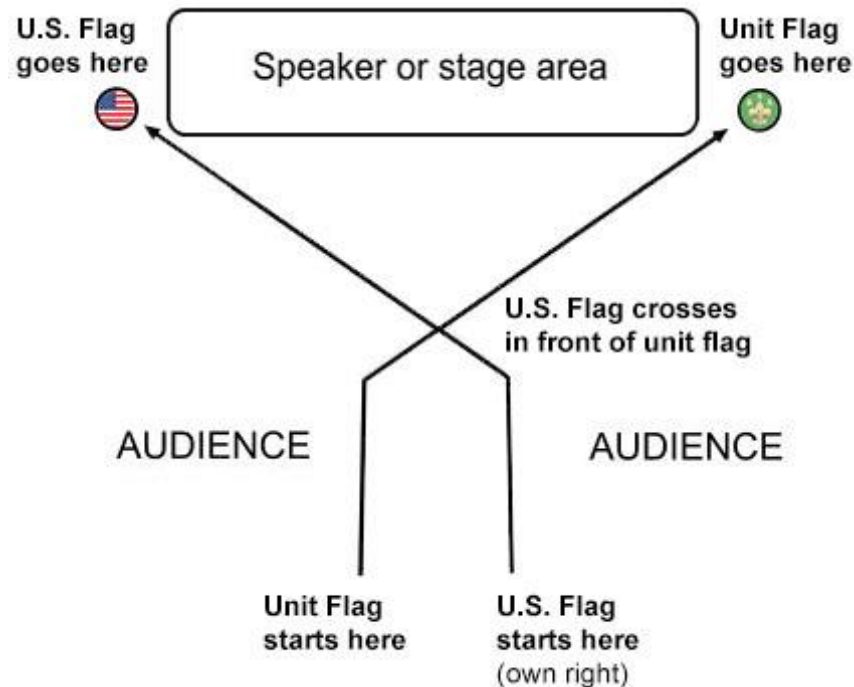 U.S. Flag
goes here
Speaker or stage area
Unit Flag
goes here
U.S. Flag crosses
in front of unit flag
AUDIENCE
AUDIENCE
Unit Flag
starts here
U.S. Flag
starts here
(own right)